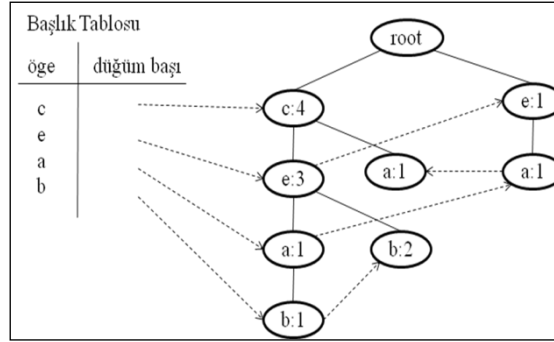 Başlık Tablosu
öge düğüm başı
c
e
a
b
root
c:4
e:1
e:3
a:1
a:1
a:1
b:2
b:1